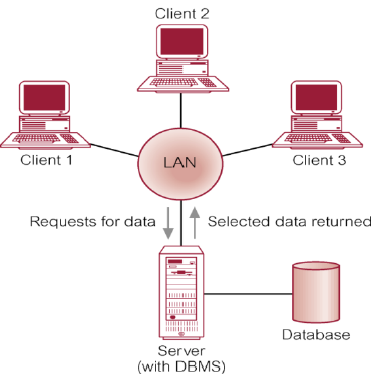 Client 2
Client 1
LAN
Client 3
Requests for data
Selected data returned
Database
Server
(with DBMS)